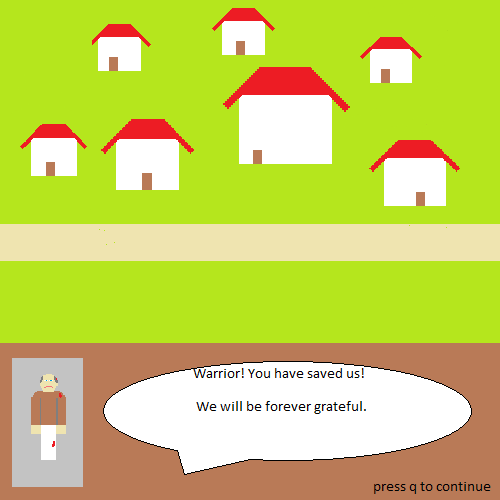 Warrior! You have saved us!
We will be forever grateful.
press q to continue